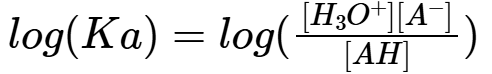 log(Ka) = log([H₃O⁺][A⁻] / [AH])